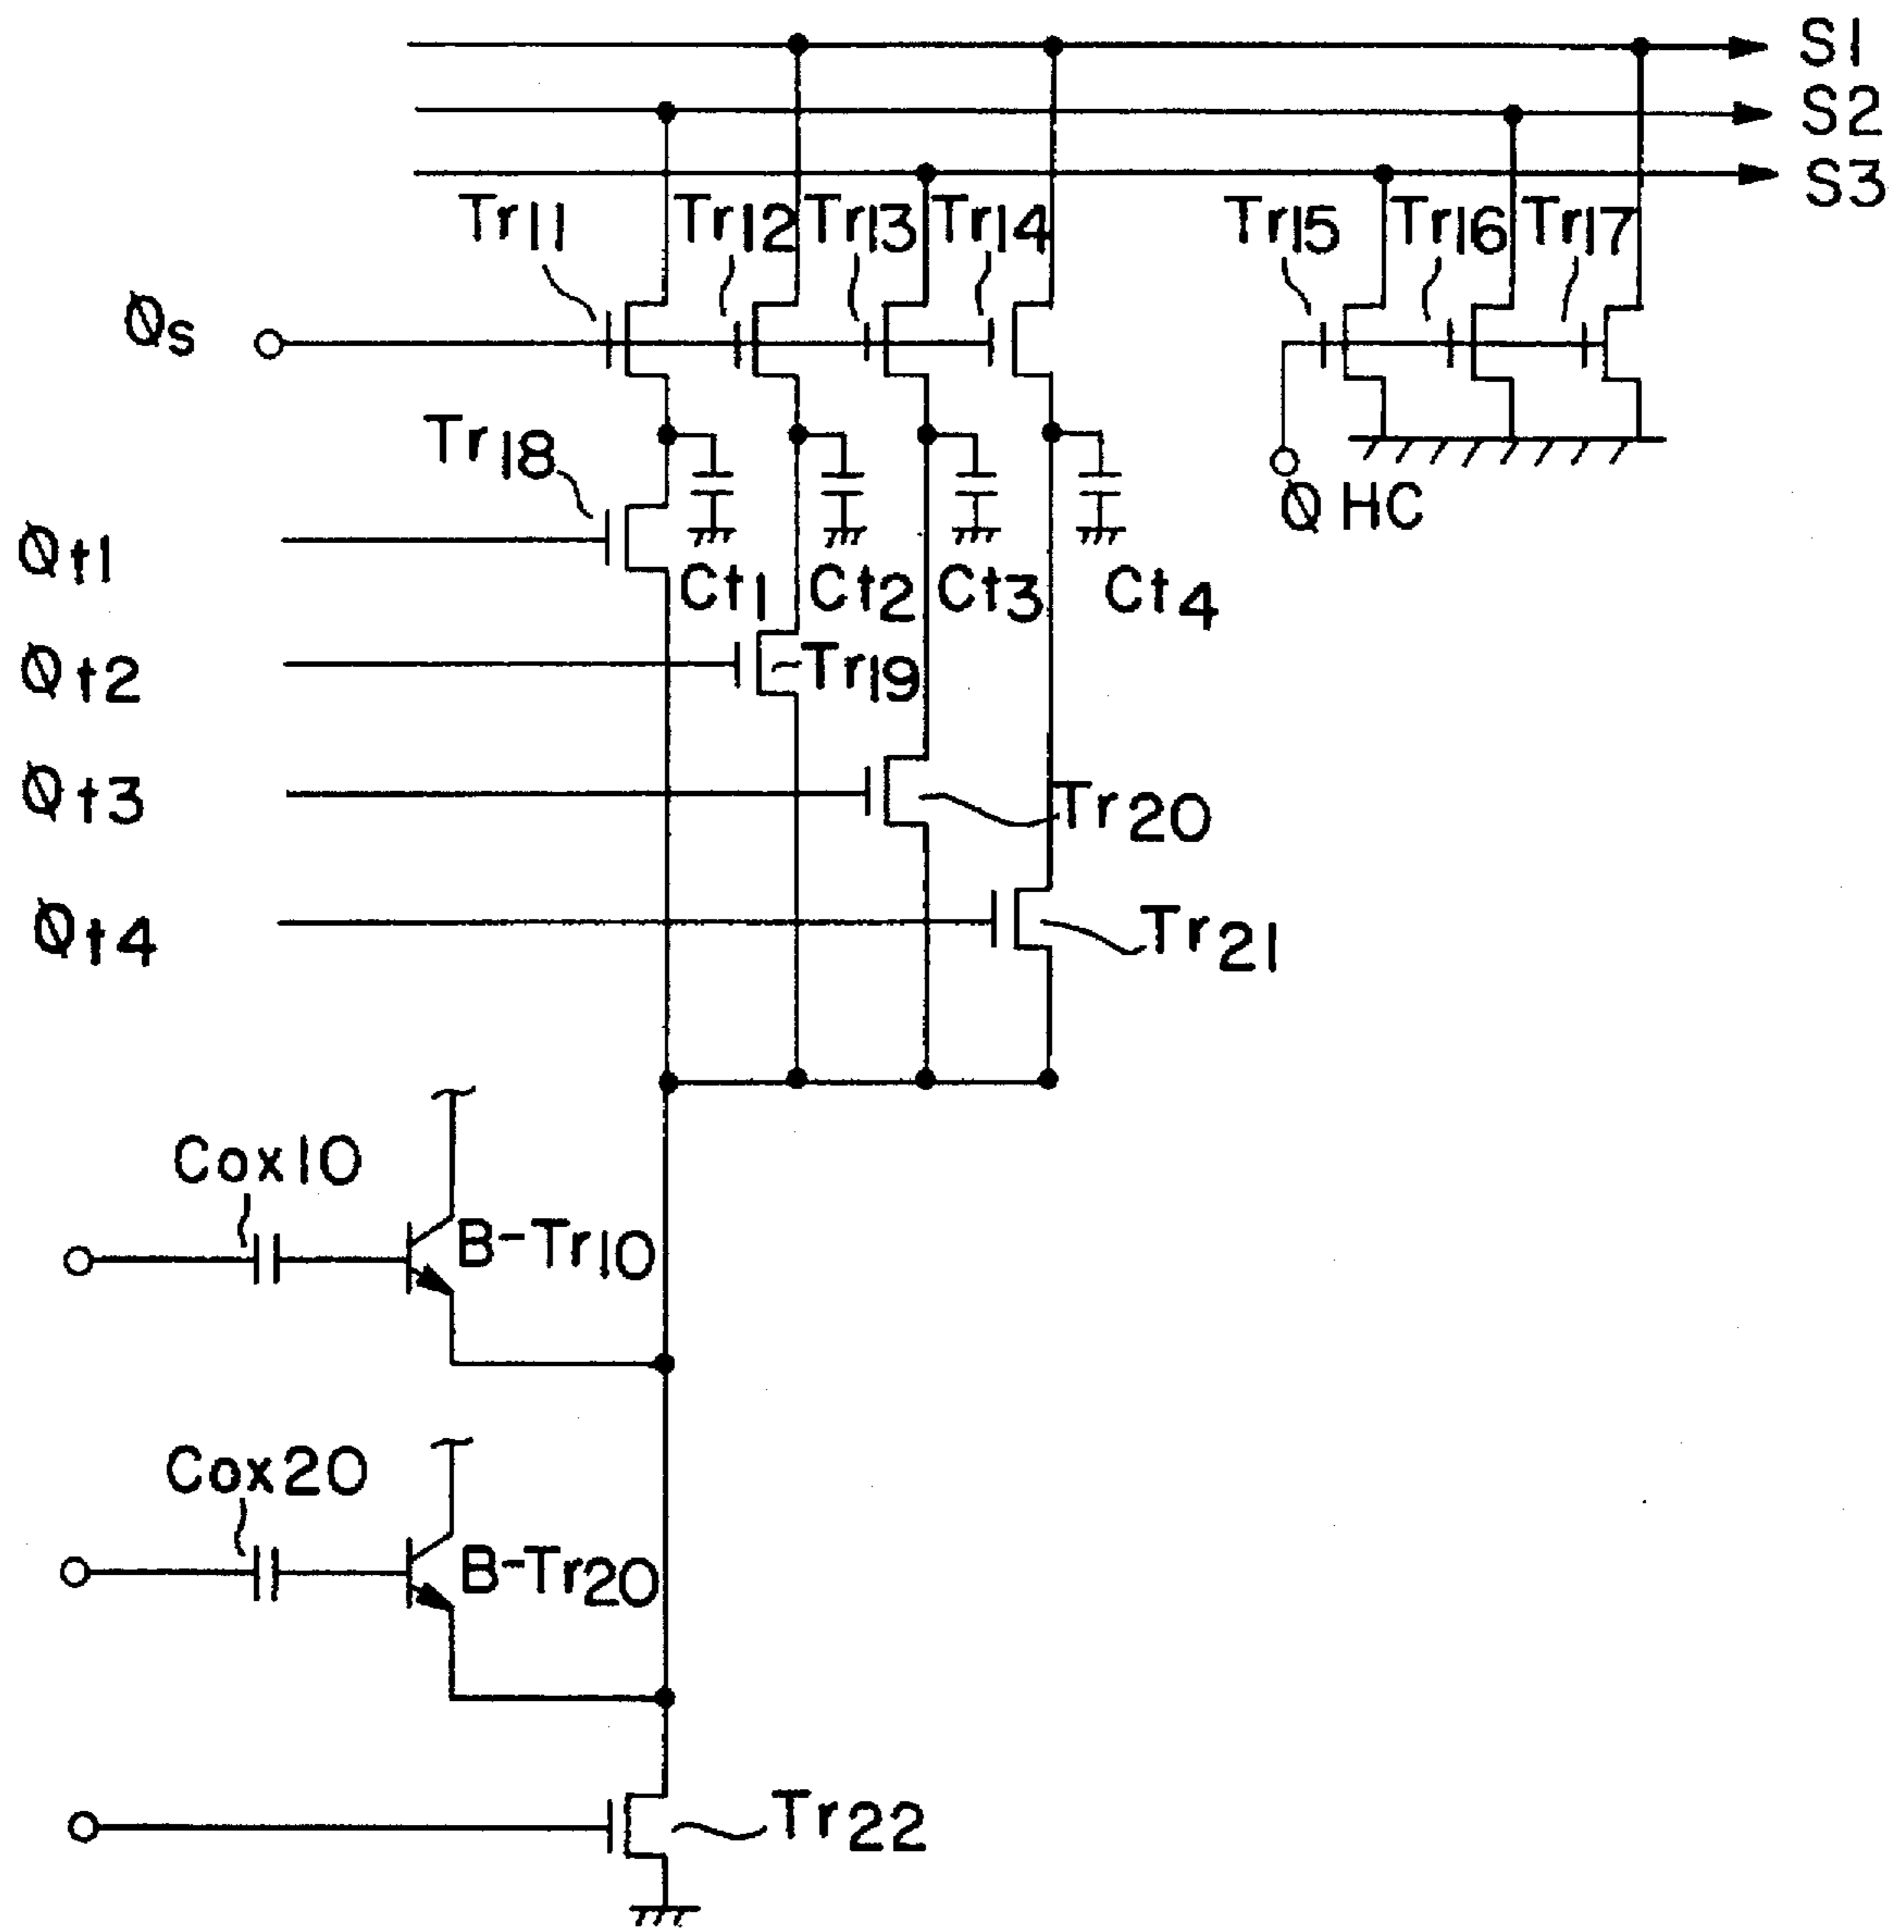 S1
S2
S3
Tr11 Tr12 Tr13 Tr14 Tr15 Tr16 Tr17
Øs
Tr18
ØHC
Øt1
Ct1 Ct2 Ct3 Ct4
Øt2
Tr19
Øt3
Tr20
Øt4
Tr21
Cox10
B-Tr10
Cox20
B-Tr20
Tr22